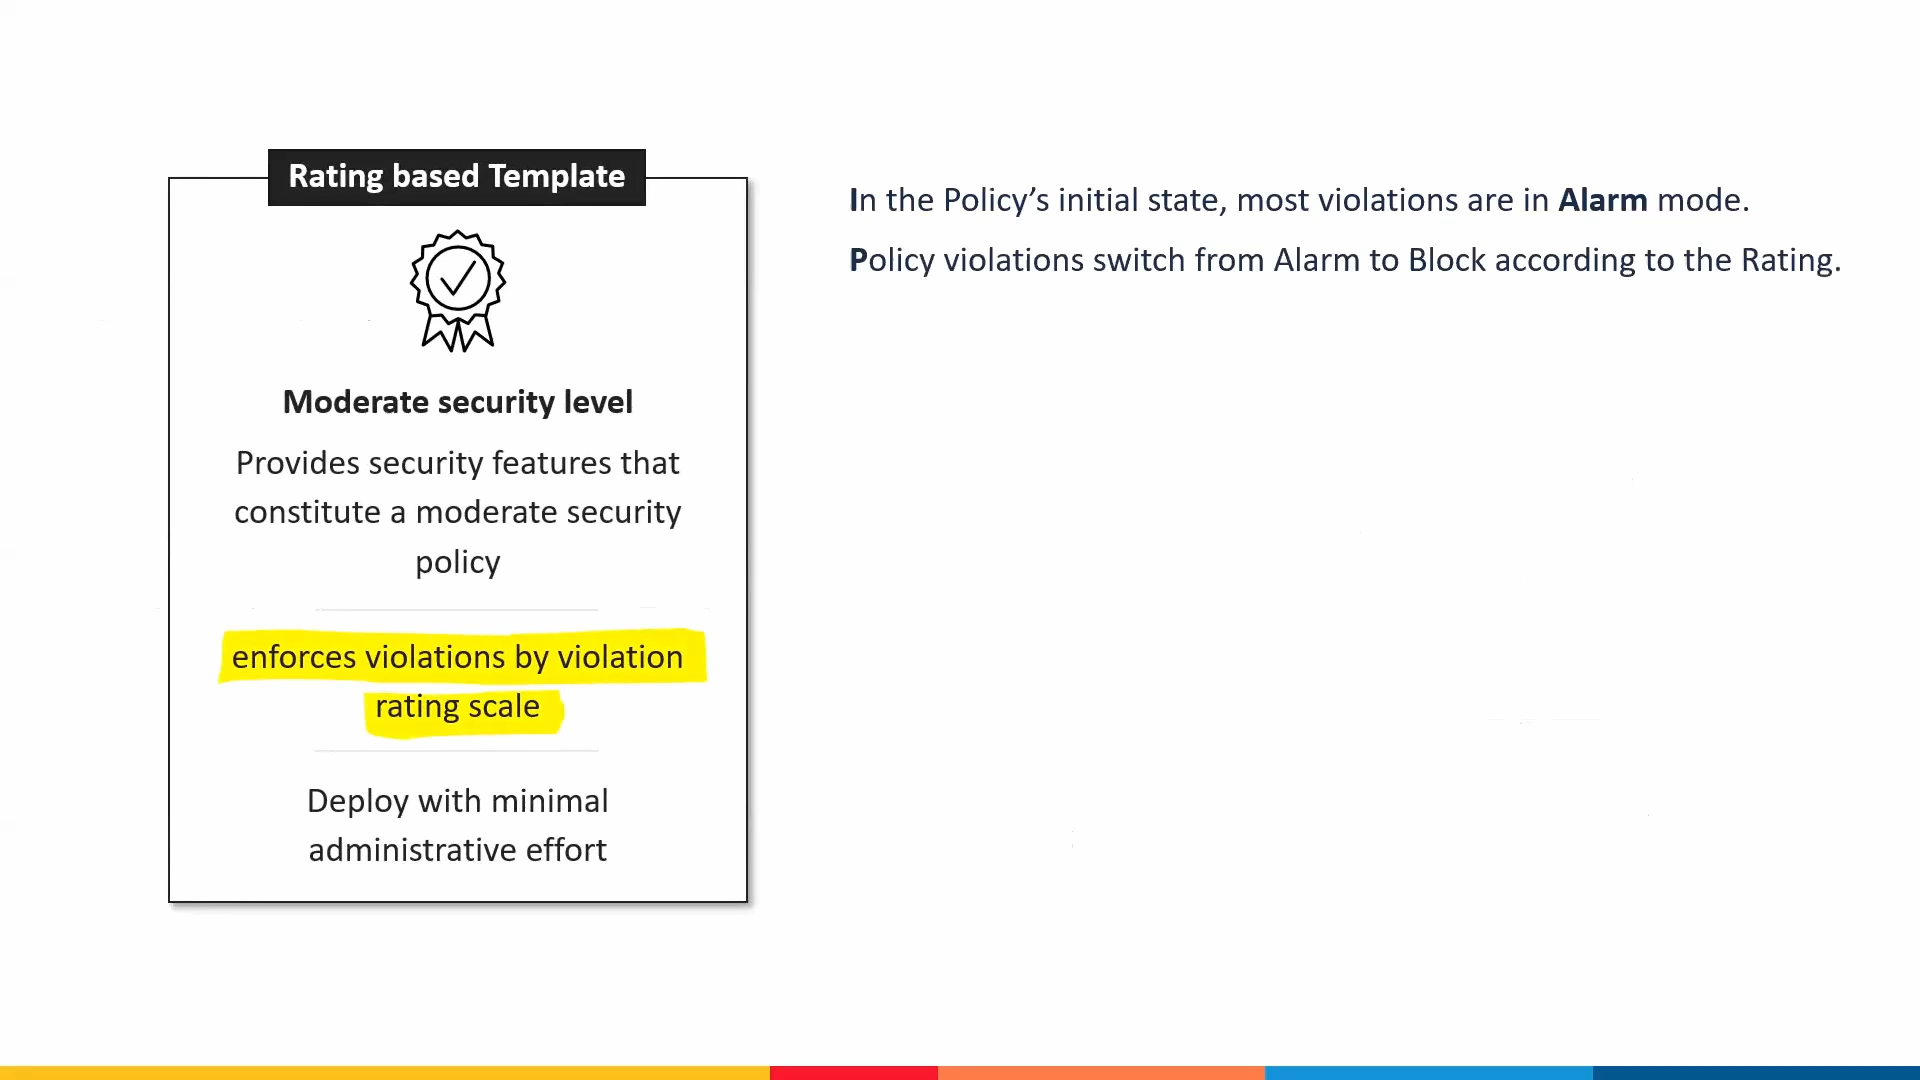 Rating based Template
Moderate security level
Provides security features that
constitute a moderate security
policy
enforces violations by violation
rating scale
Deploy with minimal
administrative effort
In the Policy’s initial state, most violations are in Alarm mode.
Policy violations switch from Alarm to Block according to the Rating.